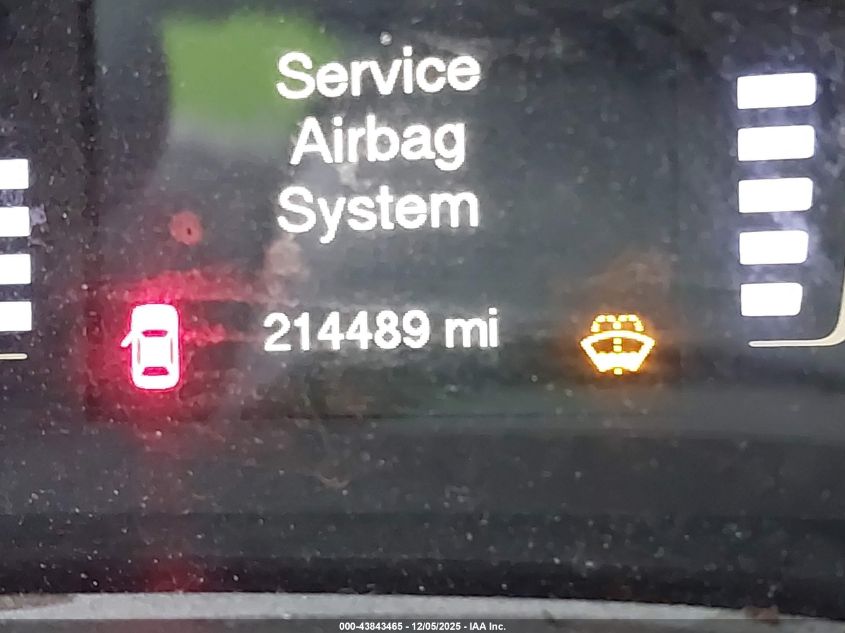 Service
Airbag
System
214489 mi
000-43843465 - 12/05/2025 - IAA Inc.